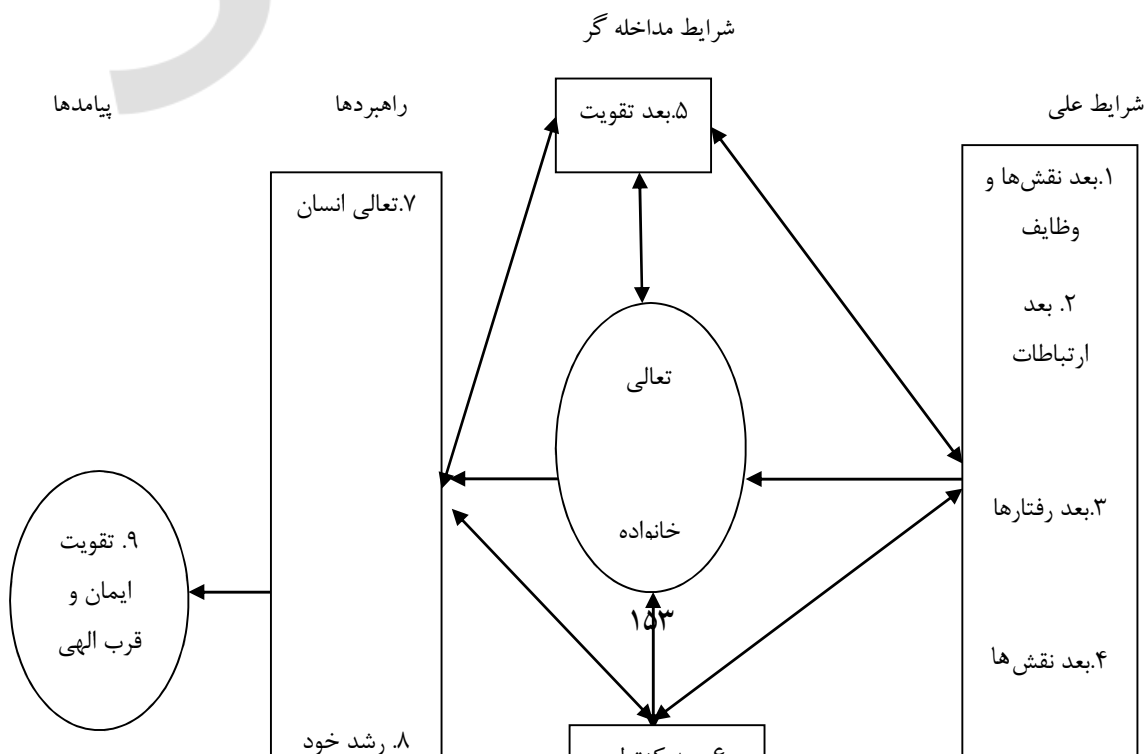 شرایط مداخله گر
شرایط علی
راهبردها
پیامدها
۵.بعد تقویت
۱.بعد نقش‌ها و
وظایف
۲. بعد
ارتباطات
۳.بعد رفتارها
۴.بعد نقش‌ها
تعالی
خانواده
۷.تعالی انسان
۸. رشد خود
۹. تقویت
ایمان و
قرب الهی
۱۵۳